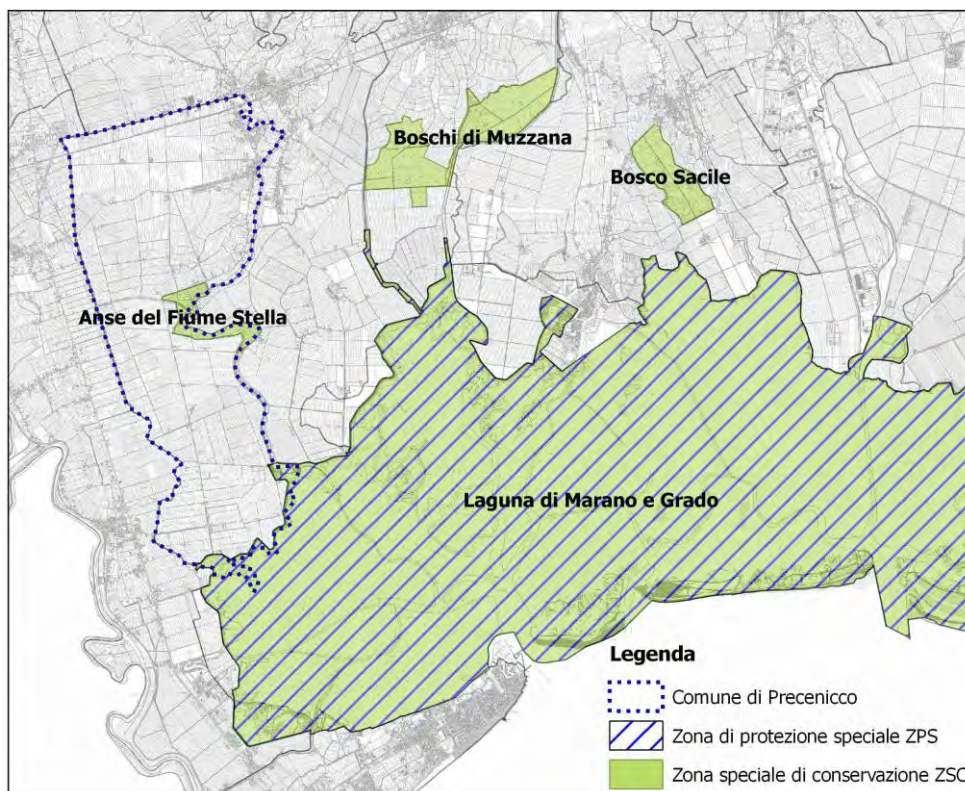 Boschi di Muzzana
Bosco Sacile
Anse del Fiume Stella
Laguna di Marano e Grado
Legenda
Comune di Precenicco
Zona di protezione speciale ZPS
Zona speciale di conservazione ZSC